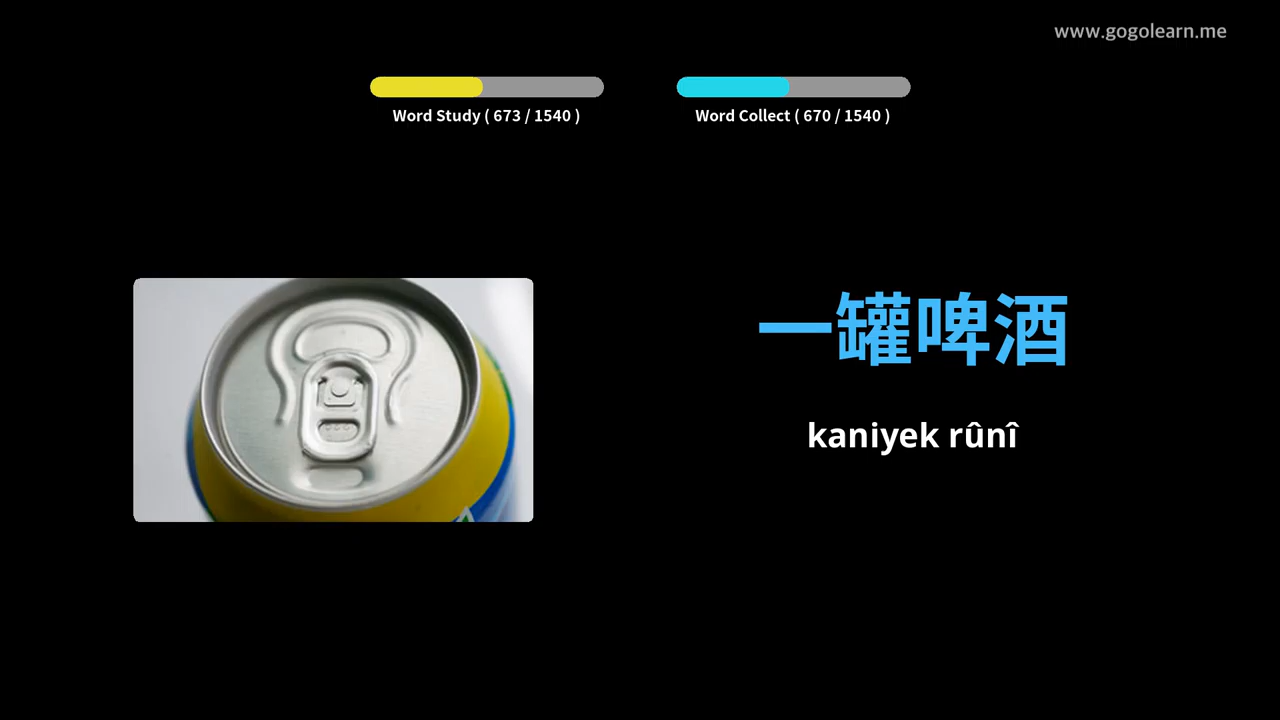 www.gogolearn.me
Word Study ( 673 / 1540 )
Word Collect ( 670 / 1540 )
一罐啤酒
kaniyek rûnî